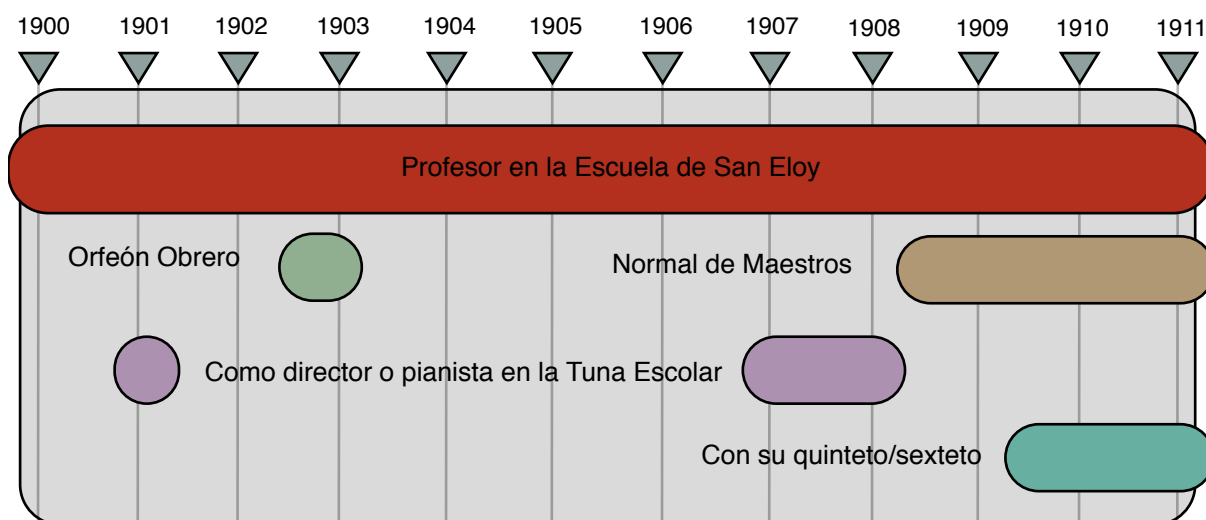 1900 1901 1902 1903 1904 1905 1906 1907 1908 1909 1910 1911
Profesor en la Escuela de San Eloy
Orfeón Obrero
Normal de Maestros
Como director o pianista en la Tuna Escolar
Con su quinteto/sexteto